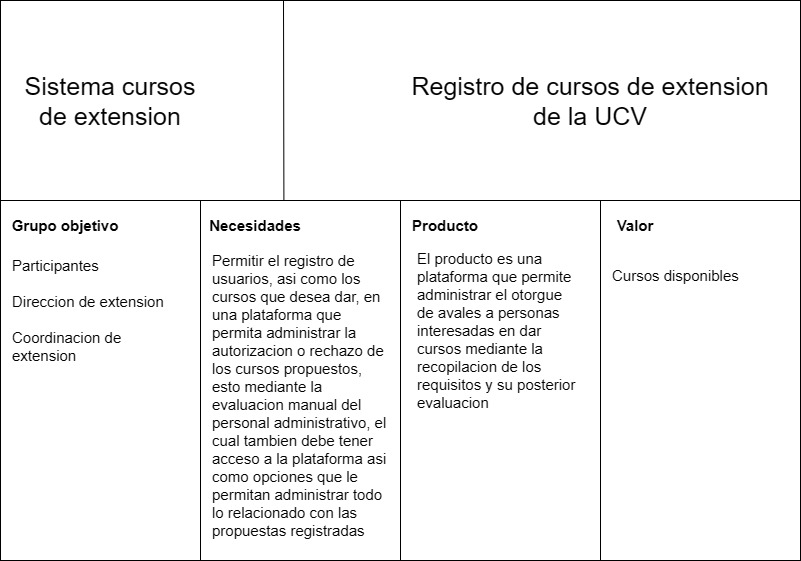 Sistema cursos
de extension
Registro de cursos de extension
de la UCV
Grupo objetivo
Participantes
Direccion de extension
Coordinacion de
extension
Necesidades
Permitir el registro de
usuarios, asi como los
cursos que desea dar, en
una plataforma que
permita administrar la
autorizacion o rechazo de
los cursos propuestos,
esto mediante la
evaluacion manual del
personal administrativo, el
cual tambien debe tener
acceso a la plataforma asi
como opciones que le
permitan administrar todo
lo relacionado con las
propuestas registradas
Producto
El producto es una
plataforma que permite
administrar el otorgue
de avales a personas
interesadas en dar
cursos mediante la
recopilacion de los
requisitos y su posterior
evaluacion
Valor
Cursos disponibles